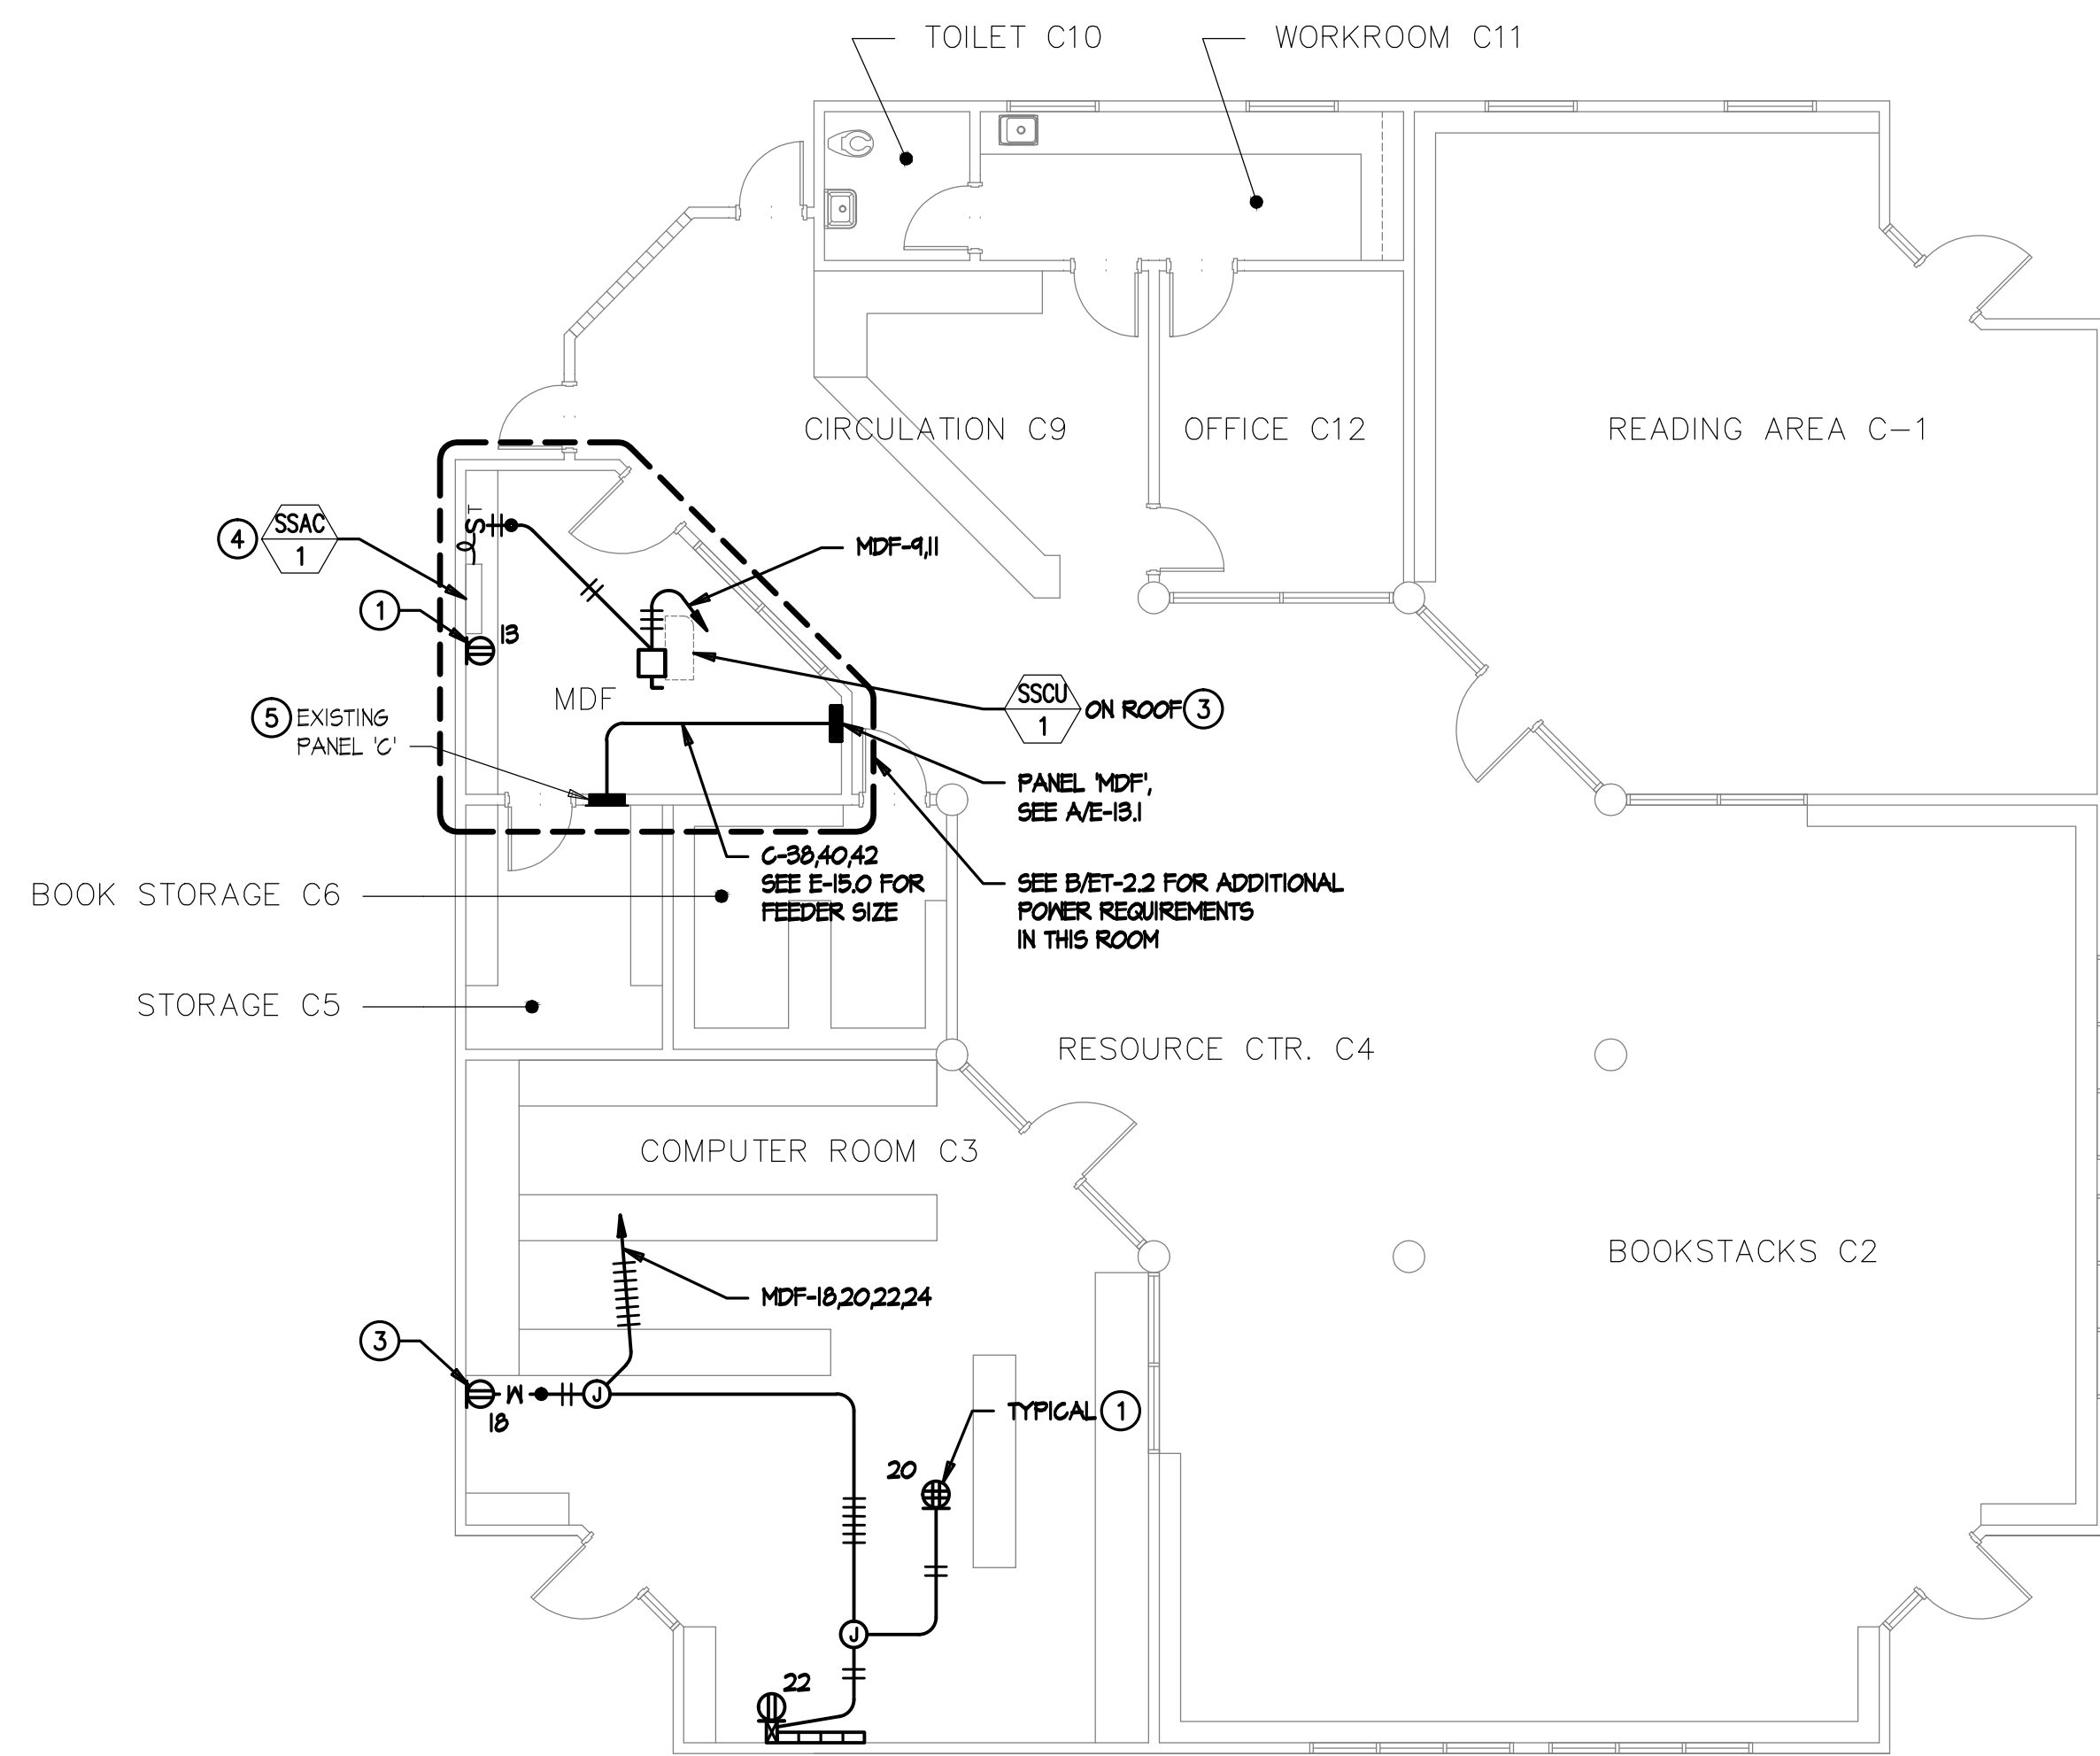 TOILET C10
WORKROOM C11
CIRCULATION C9
OFFICE C12
READING AREA C-1
4
SSAC
1
S T
MDF-9,11
1
13
MDF
SSCU
1
ON ROOF 3
5 EXISTING
PANEL 'C'
PANEL 'MDF',
SEE A/E-13.1
C-38,40,42
SEE E-15.0 FOR
FEEDER SIZE
SEE B/ET-2.2 FOR ADDITIONAL
POWER REQUIREMENTS
IN THIS ROOM
BOOK STORAGE C6
STORAGE C5
RESOURCE CTR. C4
COMPUTER ROOM C3
BOOKSTACKS C2
MDF-18,20,22,24
3
M
J
18
TYPICAL 1
20
J
22